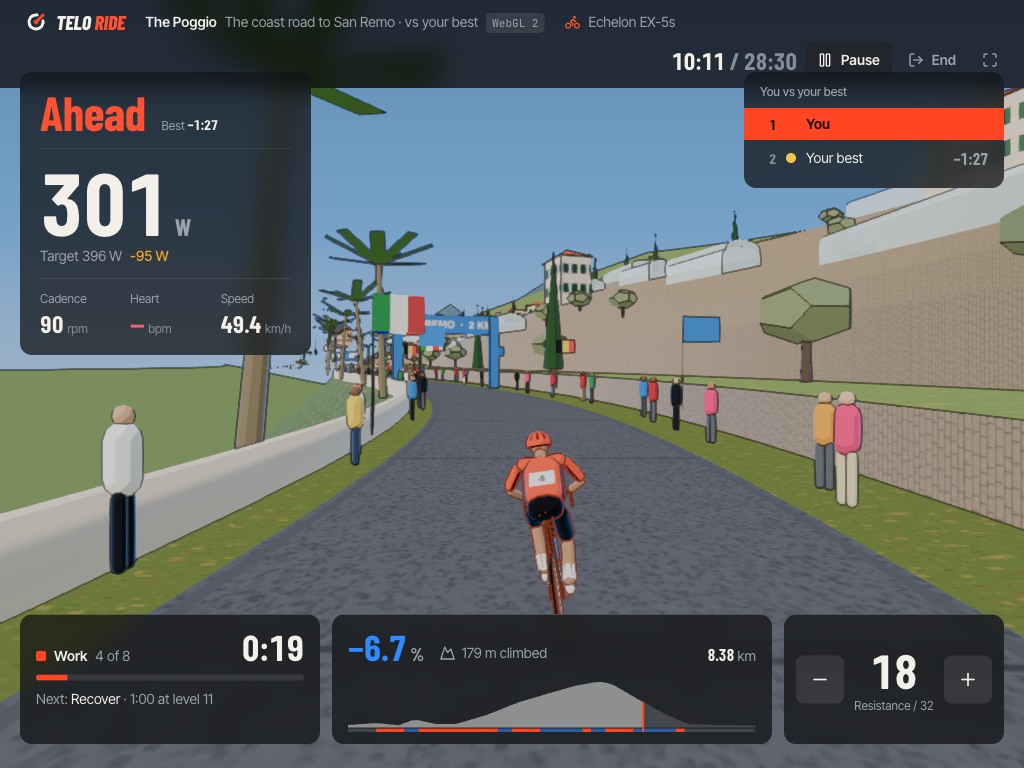 TELO RIDE The Poggio The coast road to San Remo · vs your best WebGL 2 Echelon EX-5s
10:11 / 28:30 Pause End
Ahead Best −1:27
301 W
Target 396 W -95 W
Cadence Heart Speed
90 rpm — bpm 49.4 km/h
You vs your best
1 You
2 Your best −1:27
REMO · 2 K
4
Work 4 of 8 0:19
Next: Recover · 1:00 at level 11
−6.7 % 179 m climbed 8.38 km
− 18 +
Resistance / 32